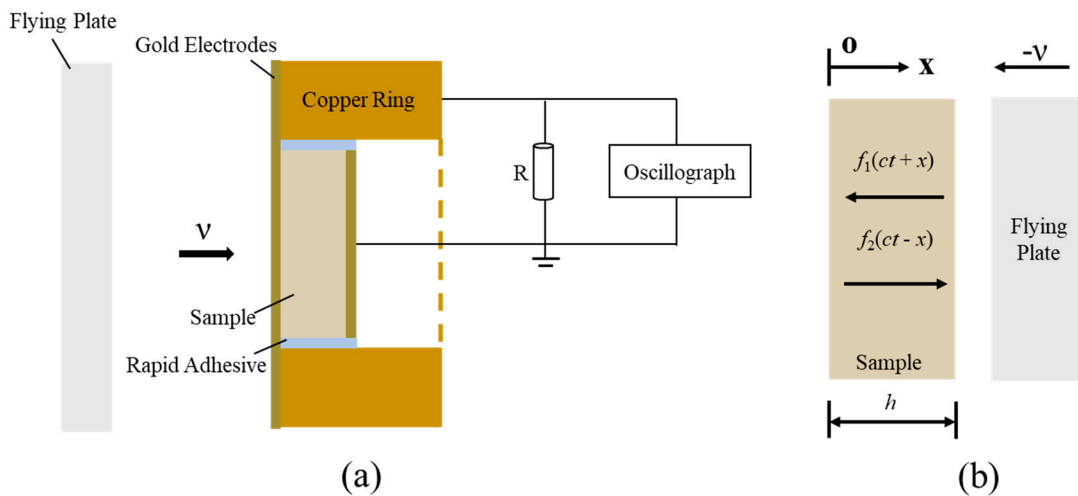 Flying Plate
Gold Electrodes
Copper Ring
R
Oscillograph
ν
Sample
Rapid Adhesive
(a)
o
x
-ν
f₁(ct + x)
f₂(ct - x)
Flying
Plate
Sample
h
(b)